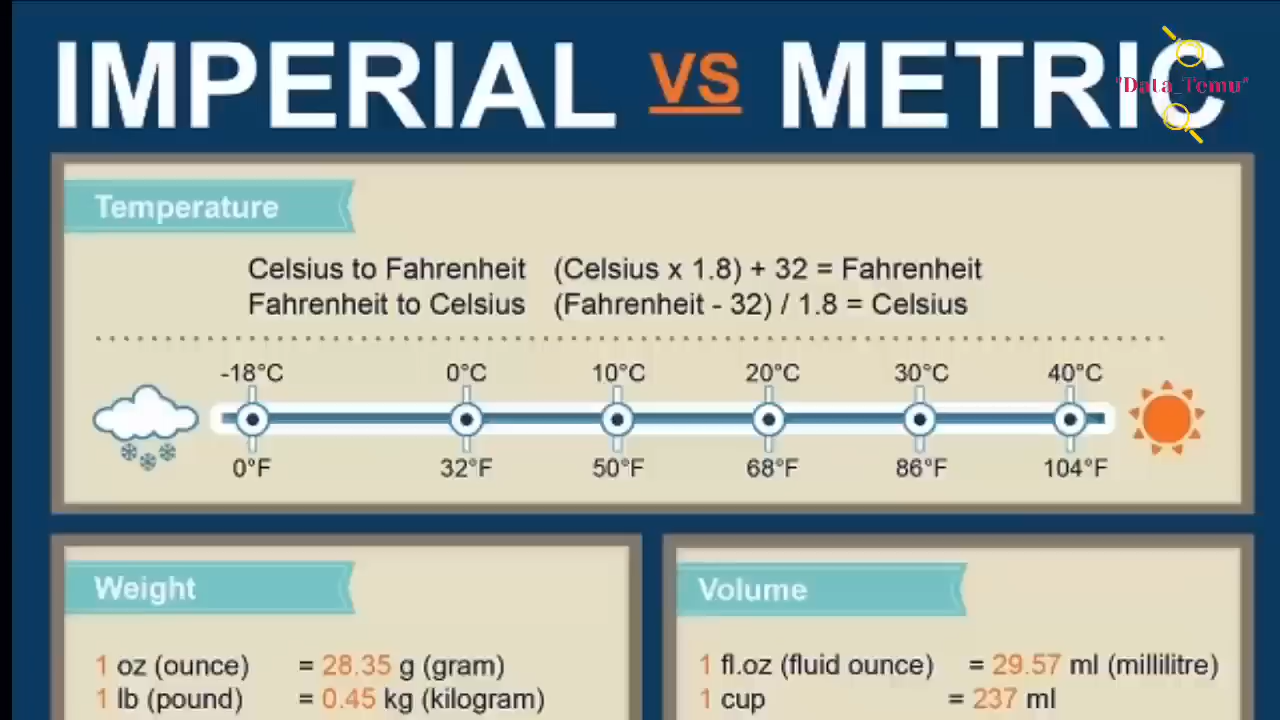 IMPERIAL VS METRIC
"Data_Temu"
Temperature
Celsius to Fahrenheit (Celsius x 1.8) + 32 = Fahrenheit
Fahrenheit to Celsius (Fahrenheit - 32) / 1.8 = Celsius
-18°C 0°C 10°C 20°C 30°C 40°C
0°F 32°F 50°F 68°F 86°F 104°F
Weight
1 oz (ounce) = 28.35 g (gram)
1 lb (pound) = 0.45 kg (kilogram)
Volume
1 fl.oz (fluid ounce) = 29.57 ml (millilitre)
1 cup = 237 ml